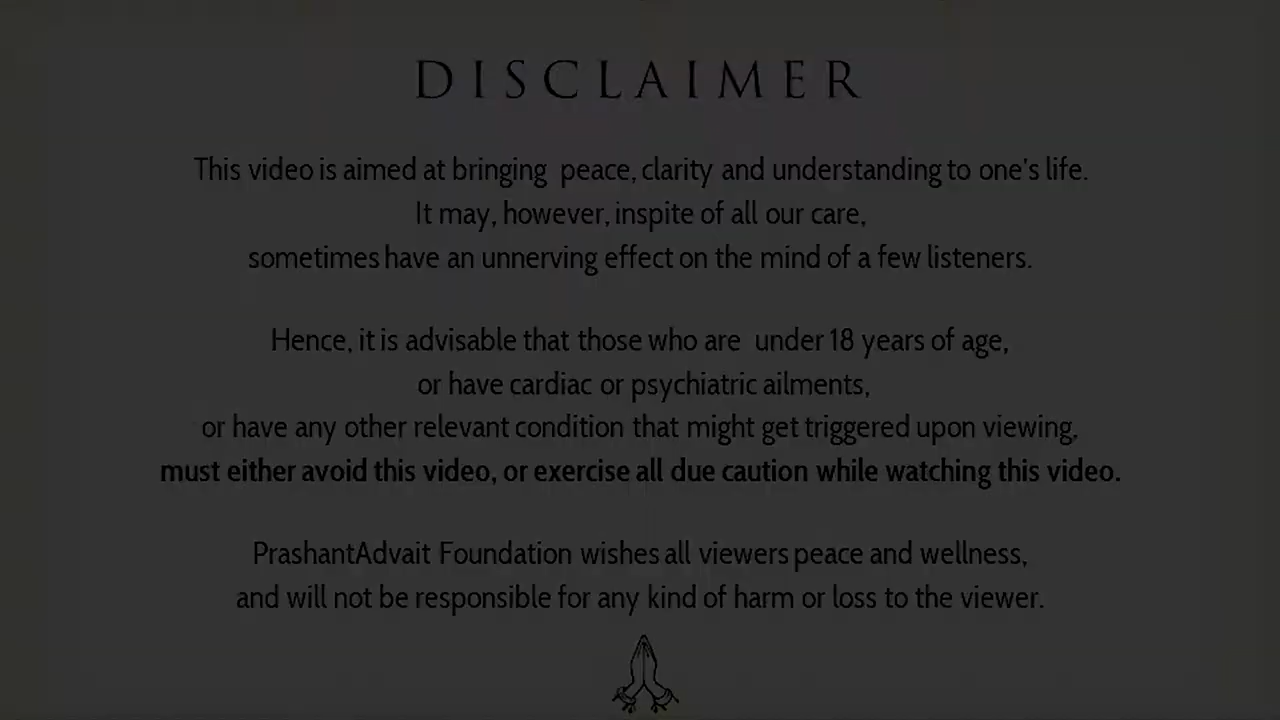 DISCLAIMER
This video is aimed at bringing peace, clarity and understanding to one's life.
It may, however, inspite of all our care,
sometimes have an unnerving effect on the mind of a few listeners.
Hence, it is advisable that those who are under 18 years of age,
or have cardiac or psychiatric ailments,
or have any other relevant condition that might get triggered upon viewing,
must either avoid this video, or exercise all due caution while watching this video.
PrashantAdvait Foundation wishes all viewers peace and wellness,
and will not be responsible for any kind of harm or loss to the viewer.